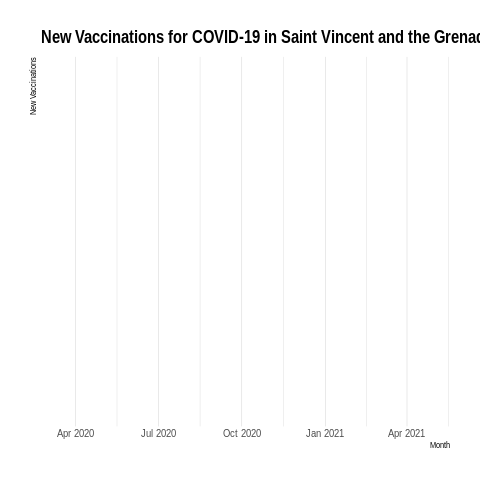 New Vaccinations for COVID-19 in Saint Vincent and the Grenad
New Vaccinations
Apr 2020 Jul 2020 Oct 2020 Jan 2021 Apr 2021
Month